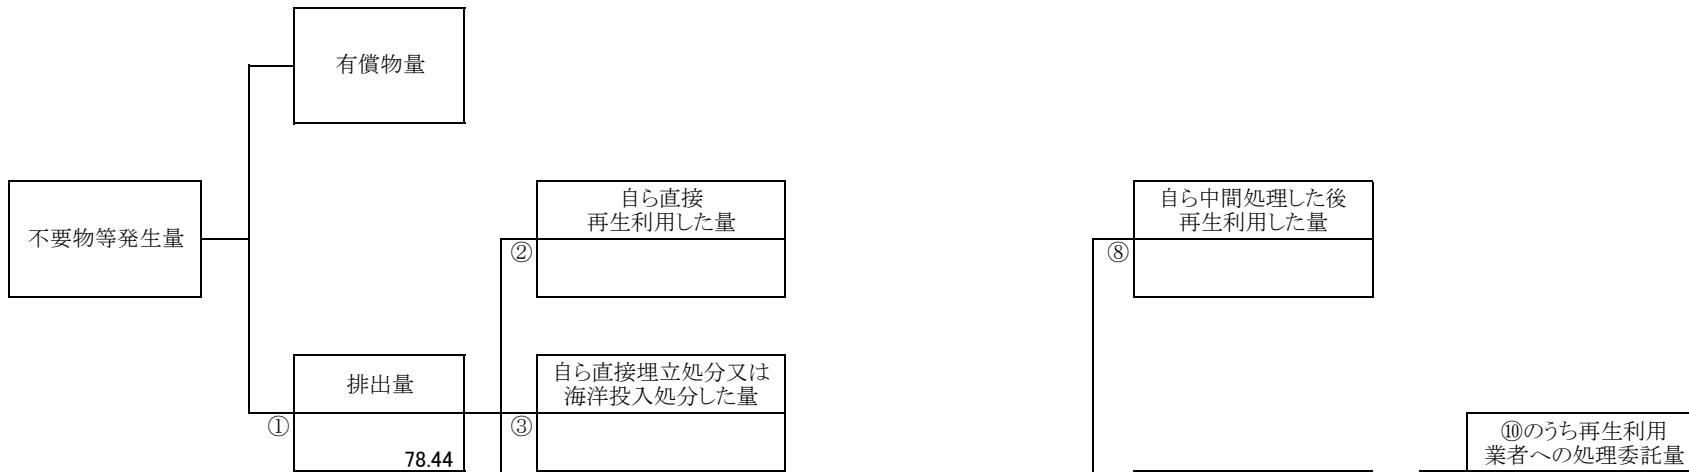 有償物量
不要物等発生量
自ら直接
再生利用した量
②
自ら中間処理した後
再生利用した量
⑧
排出量
①
78.44
自ら直接埋立処分又は
海洋投入処分した量
③
⑩のうち再生利用
業者への処理委託量